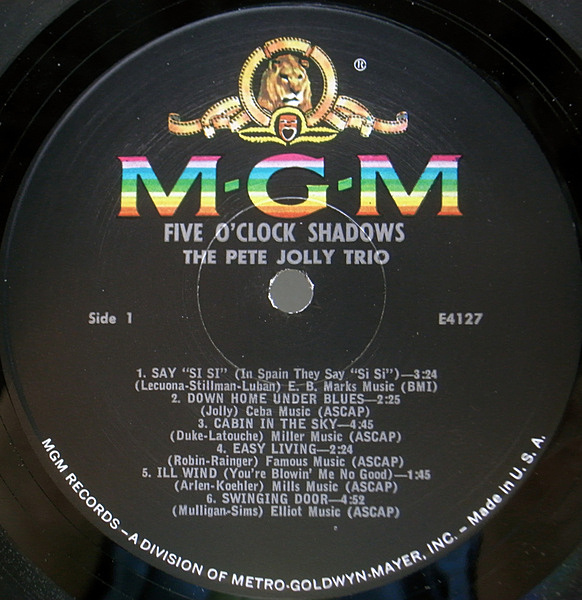 ®
M·G·M
FIVE O'CLOCK SHADOWS
THE PETE JOLLY TRIO
Side 1
E4127
1. SAY "SI SI" (In Spain They Say "Si Si")—3:24
(Lecuona-Stillman-Luban) E. B. Marks Music (BMI)
2. DOWN HOME UNDER BLUES—2:25
(Jolly) Ceba Music (ASCAP)
3. CABIN IN THE SKY—4:45
(Duke-Latouche) Miller Music (ASCAP)
4. EASY LIVING—2:24
(Robin-Rainger) Famous Music (ASCAP)
5. ILL WIND (You're Blowin' Me No Good)—1:45
(Arlen-Koehler) Mills Music (ASCAP)
6. SWINGING DOOR—4:52
(Mulligan-Sims) Elliot Music (ASCAP)
MGM RECORDS – A DIVISION OF METRO-GOLDWYN-MAYER, INC. – Made in U. S. A.